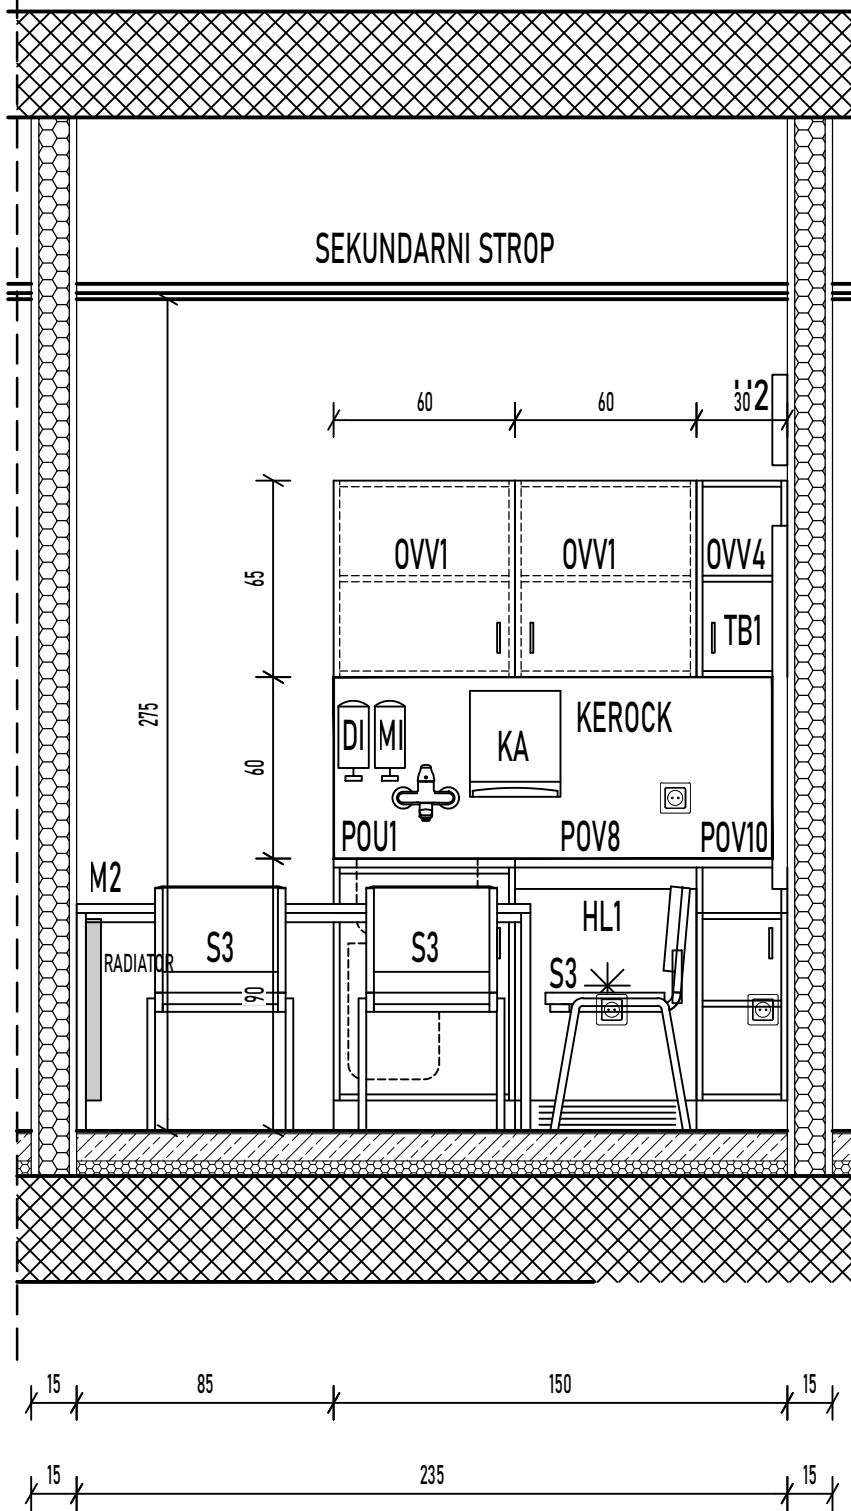 SEKUNDARNI STROP
60
60
30
2
65
OVV1
OVV1
OVV4
TB1
275
60
DI
MI
KA
KEROCK
POU1
POV8
POV10
M2
HL1
RADIATOR
S3
S3
S3
90
15
85
150
15
15
235
15